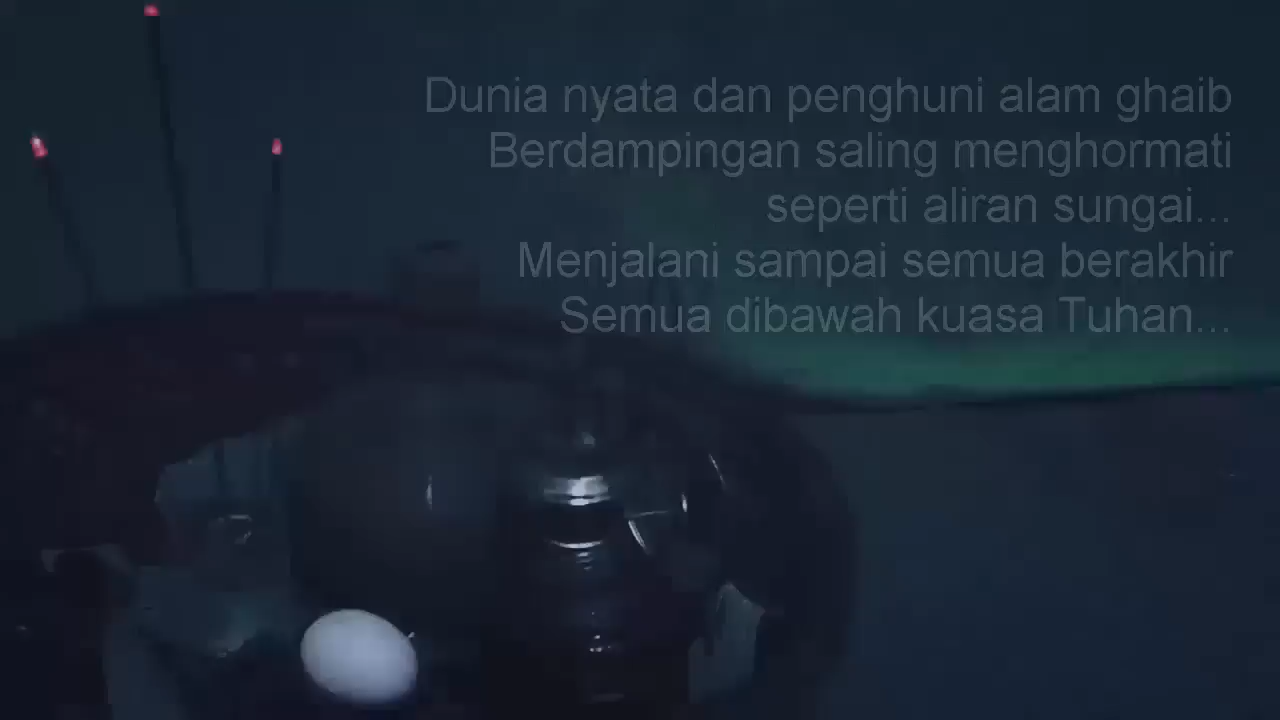 Dunia nyata dan penghuni alam ghaib
Berdampingan saling menghormati
seperti aliran sungai...
Menjalani sampai semua berakhir
Semua dibawah kuasa Tuhan...